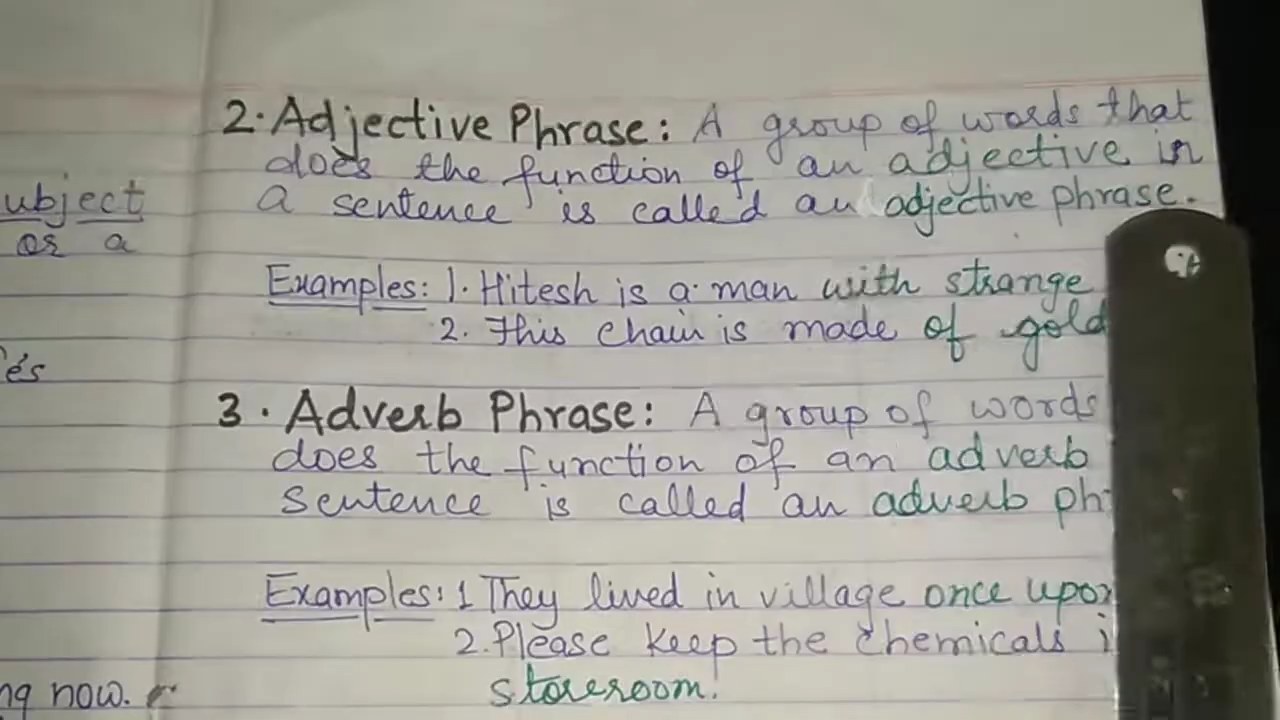 2. Adjective Phrase: A group of words that
does the function of an adjective in
a sentence is called an adjective phrase.
Examples: 1. Hitesh is a man with strange
2. This chain is made of gold
3. Adverb Phrase: A group of words
does the function of an adverb
sentence is called an adverb ph
Examples: 1 They lived in village once upon
2. Please keep the chemicals i
storeroom.
ubject
or a
és
ng now.